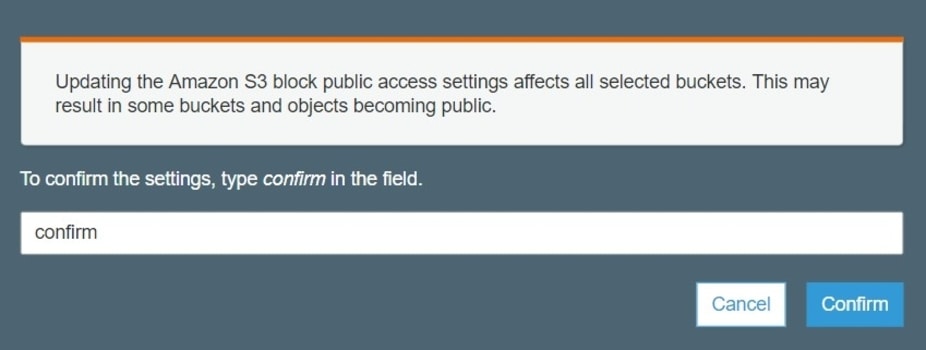 Updating the Amazon S3 block public access settings affects all selected buckets. This may
result in some buckets and objects becoming public.
To confirm the settings, type confirm in the field.
confirm
Cancel
Confirm